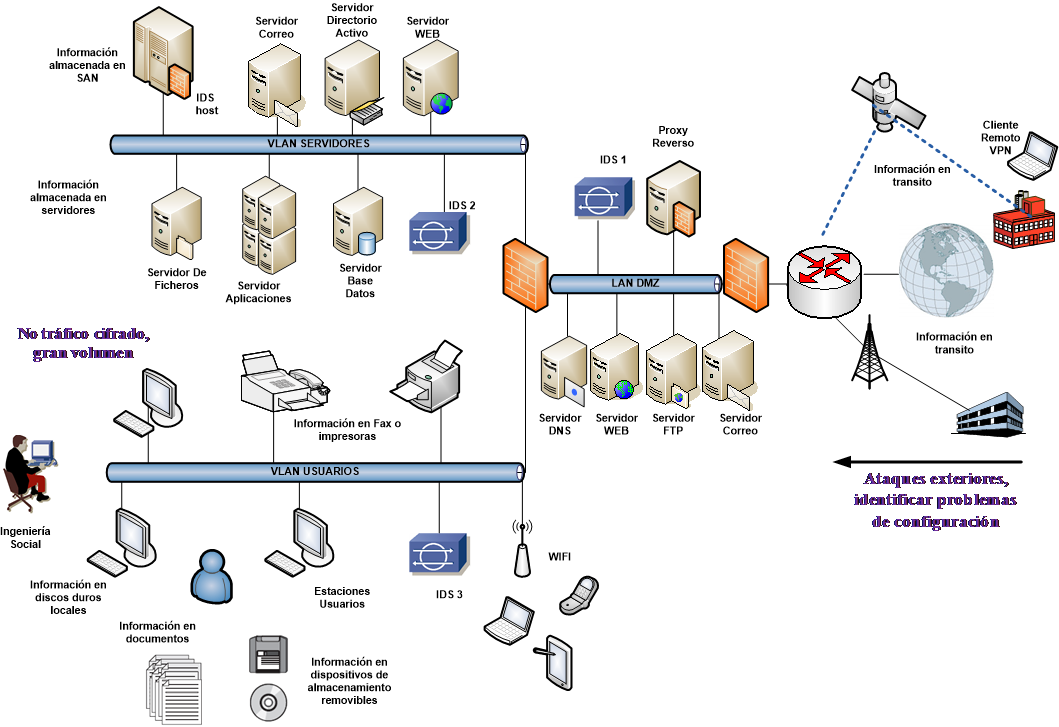 Información
almacenada en
SAN
IDS
host
Servidor
Correo
Servidor
Directorio
Activo
Servidor
WEB
VLAN SERVIDORES
Información
almacenada en
servidores
Servidor De
Ficheros
Servidor
Aplicaciones
Servidor
Base
Datos
IDS 2
IDS 1
Proxy
Reverso
LAN DMZ
Servidor
DNS
Servidor
WEB
Servidor
FTP
Servidor
Correo
Información en
transito
Cliente
Remoto
VPN
Información en
transito
Ataques exteriores,
identificar problemas
de configuración
No tráfico cifrado,
gran volumen
Información en Fax o
impresoras
VLAN USUARIOS
Ingeniería
Social
Información en
discos duros
locales
Estaciones
Usuarios
IDS 3
WIFI
Información en
documentos
Información en
dispositivos de
almacenamiento
removibles